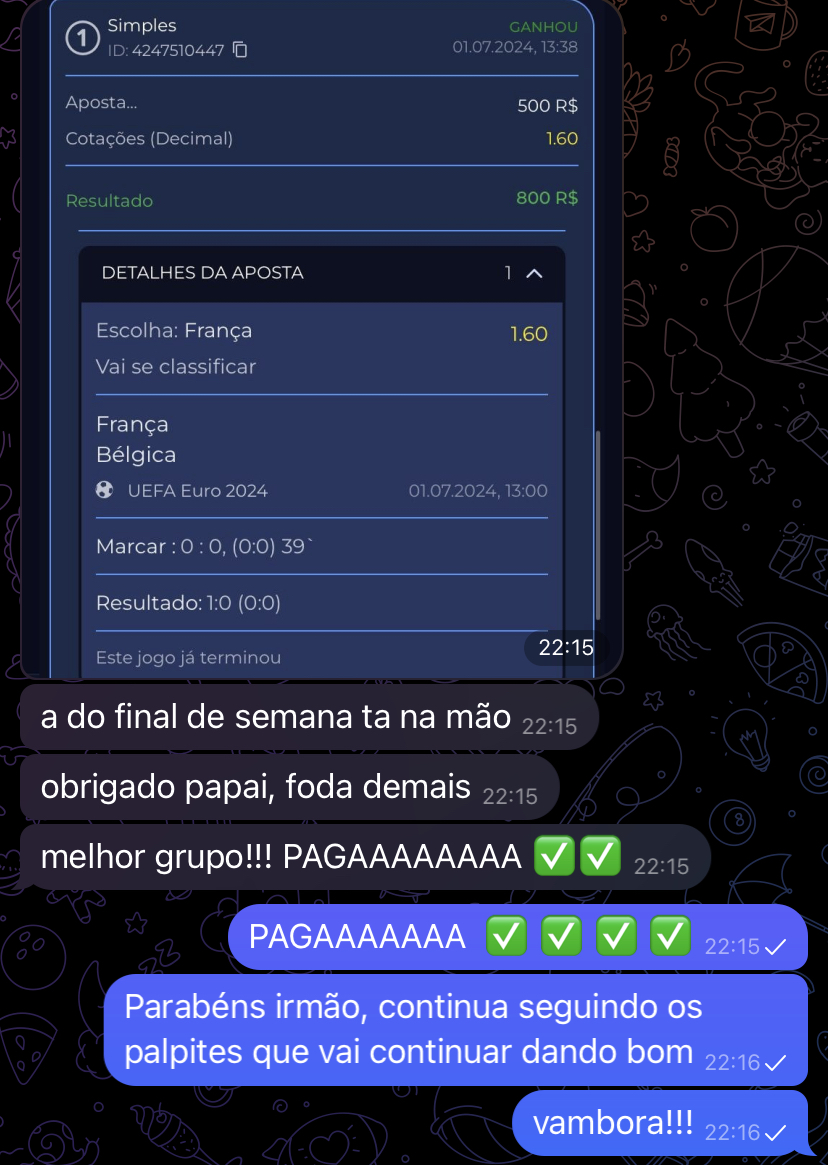 1 Simples
GANHOU
ID: 4247510447
01.07.2024, 13:38
Aposta...
500 R$
Cotações (Decimal)
1.60
Resultado
800 R$
DETALHES DA APOSTA
1
Escolha: França
1.60
Vai se classificar
França
Bélgica
UEFA Euro 2024
01.07.2024, 13:00
Marcar : 0 : 0, (0:0) 39`
Resultado: 1:0 (0:0)
Este jogo já terminou
22:15
a do final de semana ta na mão 22:15
obrigado papai, foda demais 22:15
melhor grupo!!! PAGAAAAAAAA ✅✅ 22:15
PAGAAAAAAA ✅ ✅ ✅ ✅ 22:15
Parabéns irmão, continua seguindo os
palpites que vai continuar dando bom 22:16
vambora!!! 22:16